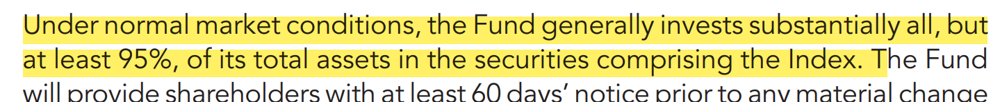 Under normal market conditions, the Fund generally invests substantially all, but
at least 95%, of its total assets in the securities comprising the Index. The Fund
will provide shareholders with at least 60 days’ notice prior to any material change